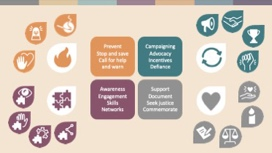 Prevent
Stop and save
Call for help
and warn
Campaigning
Advocacy
Incentives
Defiance
Awareness
Engagement
Skills
Networks
Support
Document
Seek justice
Commemorate